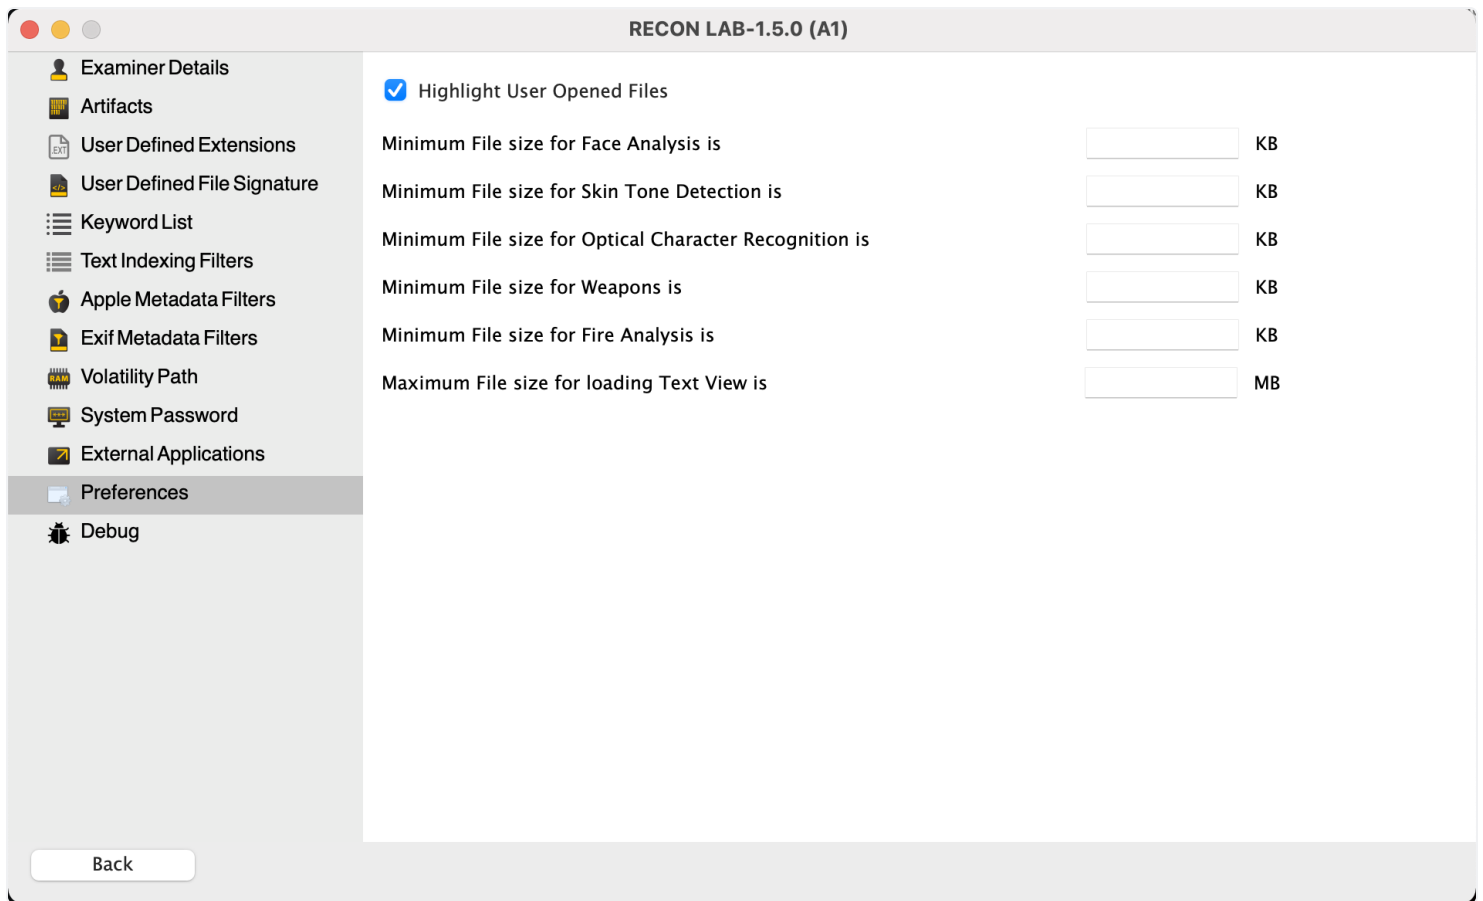 RECON LAB-1.5.0 (A1)
Examiner Details
Artifacts
.EXT User Defined Extensions
</> User Defined File Signature
Keyword List
Text Indexing Filters
Apple Metadata Filters
Exif Metadata Filters
RAM Volatility Path
System Password
External Applications
Preferences
Debug
Highlight User Opened Files
Minimum File size for Face Analysis is KB
Minimum File size for Skin Tone Detection is KB
Minimum File size for Optical Character Recognition is KB
Minimum File size for Weapons is KB
Minimum File size for Fire Analysis is KB
Maximum File size for loading Text View is MB
Back